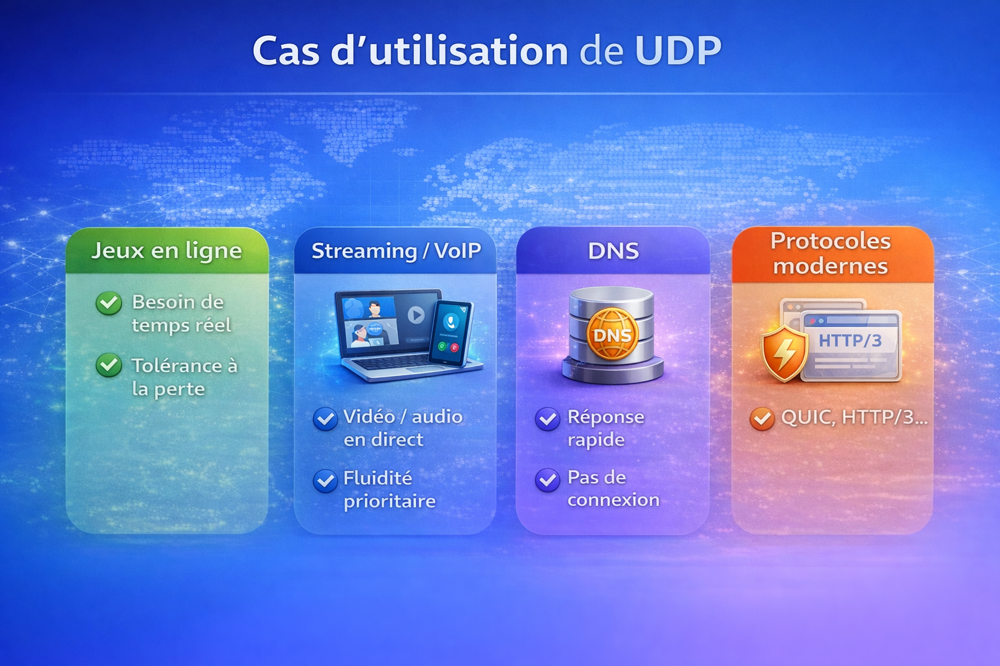 Cas d’utilisation de UDP
Jeux en ligne
Besoin de
temps réel
Tolérance à
la perte
Streaming / VoIP
Vidéo / audio
en direct
Fluidité
prioritaire
DNS
DNS
Réponse
rapide
Pas de
connexion
Protocoles
modernes
HTTP/3
QUIC, HTTP/3...